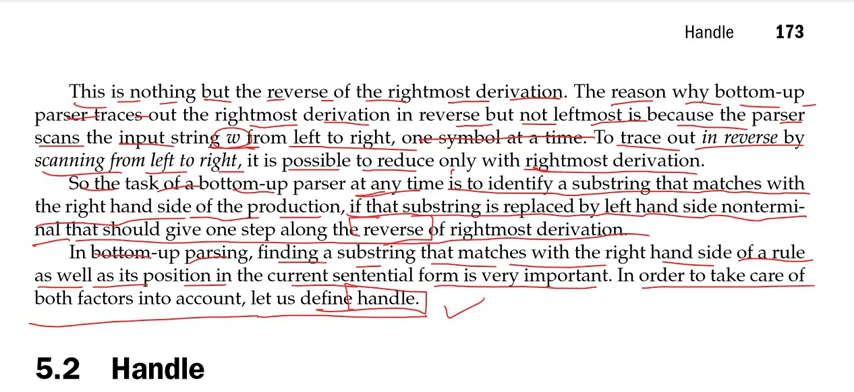 Handle 173
This is nothing but the reverse of the rightmost derivation. The reason why bottom-up
parser traces out the rightmost derivation in reverse but not leftmost is because the parser
scans the input string w from left to right, one symbol at a time. To trace out in reverse by
scanning from left to right, it is possible to reduce only with rightmost derivation.
So the task of a bottom-up parser at any time is to identify a substring that matches with
the right hand side of the production, if that substring is replaced by left hand side nontermi-
nal that should give one step along the reverse of rightmost derivation.
In bottom-up parsing, finding a substring that matches with the right hand side of a rule
as well as its position in the current sentential form is very important. In order to take care of
both factors into account, let us define handle.
5.2 Handle